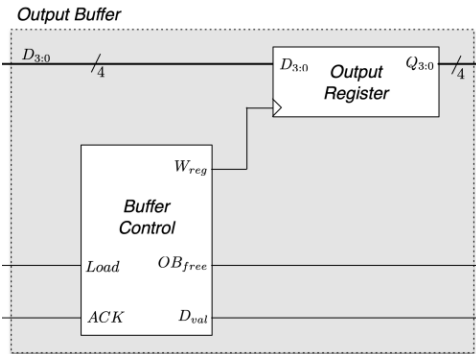 Output Buffer
D3:0
4
D3:0
Q3:0
4
Output
Register
Wreg
Buffer
Control
Load
OBfree
ACK
Dval